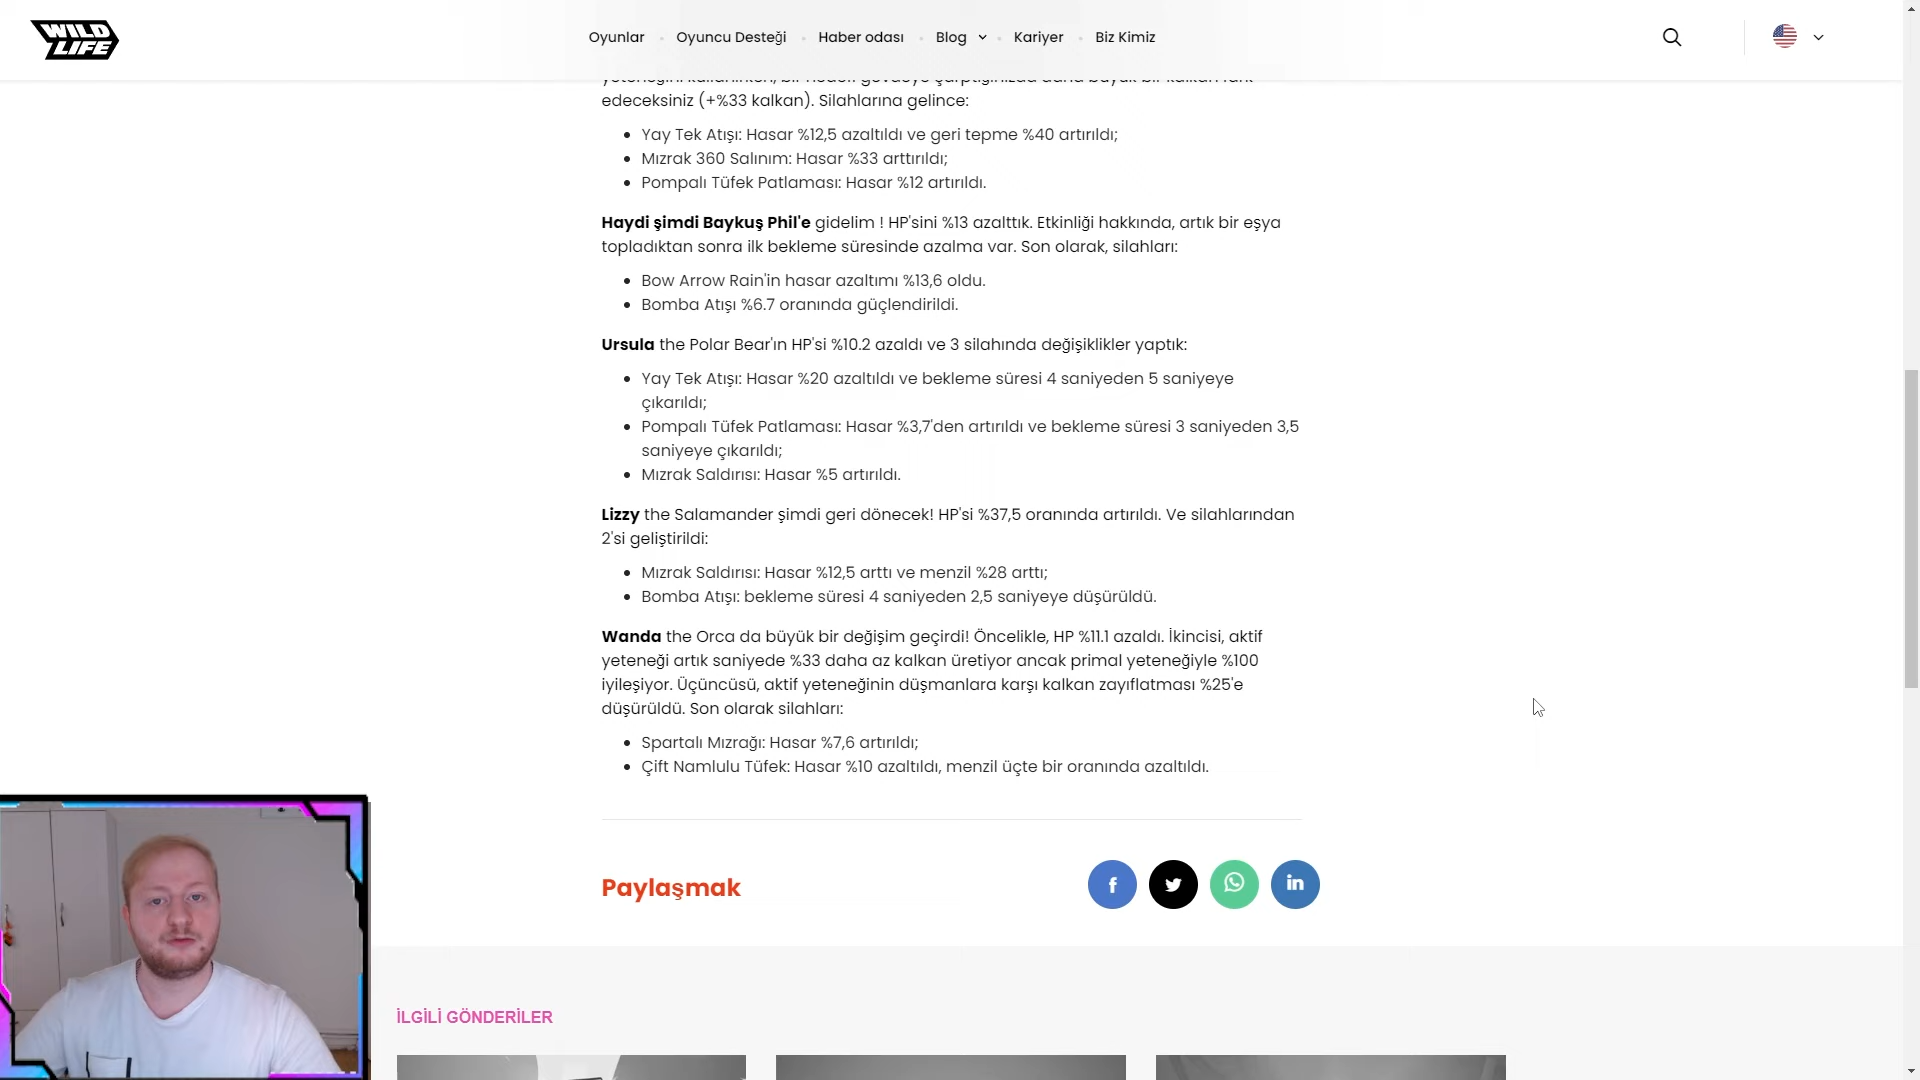 WILD
LIFE
Oyunlar
Oyuncu Desteği
Haber odası
Blog
Kariyer
Biz Kimiz
yeteneğini kullanırken, bir hedefi gövdeye çarptığınızda daha büyük bir kalkan fark
edeceksiniz (+%33 kalkan). Silahlarına gelince:
Yay Tek Atışı: Hasar %12,5 azaltıldı ve geri tepme %40 artırıldı;
Mızrak 360 Salınım: Hasar %33 arttırıldı;
Pompalı Tüfek Patlaması: Hasar %12 artırıldı.
Haydi şimdi Baykuş Phil'e gidelim ! HP'sini %13 azalttık. Etkinliği hakkında, artık bir eşya
topladıktan sonra ilk bekleme süresinde azalma var. Son olarak, silahları:
Bow Arrow Rain'in hasar azaltımı %13,6 oldu.
Bomba Atışı %6.7 oranında güçlendirildi.
Ursula the Polar Bear'ın HP'si %10.2 azaldı ve 3 silahında değişiklikler yaptık:
Yay Tek Atışı: Hasar %20 azaltıldı ve bekleme süresi 4 saniyeden 5 saniyeye
çıkarıldı;
Pompalı Tüfek Patlaması: Hasar %3,7'den artırıldı ve bekleme süresi 3 saniyeden 3,5
saniyeye çıkarıldı;
Mızrak Saldırısı: Hasar %5 artırıldı.
Lizzy the Salamander şimdi geri dönecek! HP'si %37,5 oranında artırıldı. Ve silahlarından
2'si geliştirildi:
Mızrak Saldırısı: Hasar %12,5 arttı ve menzil %28 arttı;
Bomba Atışı: bekleme süresi 4 saniyeden 2,5 saniyeye düşürüldü.
Wanda the Orca da büyük bir değişim geçirdi! Öncelikle, HP %11.1 azaldı. İkincisi, aktif
yeteneği artık saniyede %33 daha az kalkan üretiyor ancak primal yeteneğiyle %100
iyileşiyor. Üçüncüsü, aktif yeteneğinin düşmanlara karşı kalkan zayıflatması %25'e
düşürüldü. Son olarak silahları:
Spartalı Mızrağı: Hasar %7,6 artırıldı;
Çift Namlulu Tüfek: Hasar %10 azaltıldı, menzil üçte bir oranında azaltıldı.
Paylaşmak
İLGİLİ GÖNDERİLER